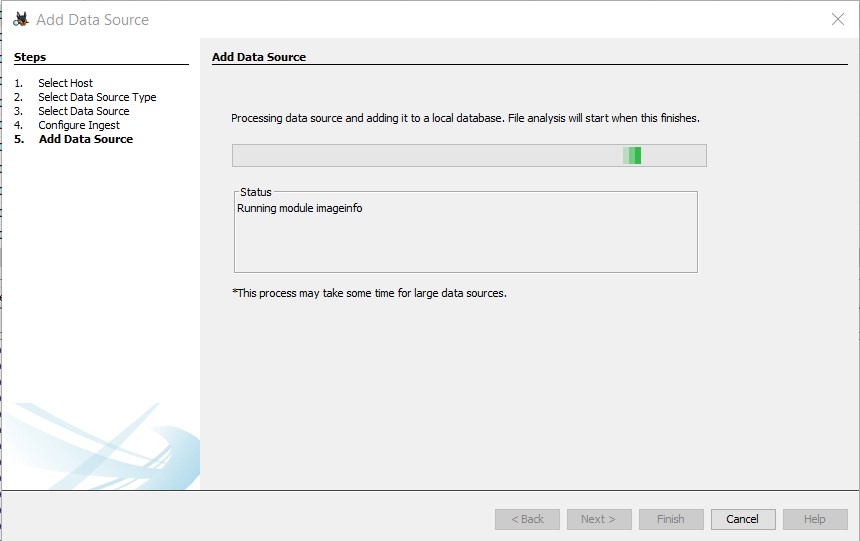 Add Data Source
Steps
1. Select Host
2. Select Data Source Type
3. Select Data Source
4. Configure Ingest
5. Add Data Source
Add Data Source
Processing data source and adding it to a local database. File analysis will start when this finishes.
Status
Running module imageinfo
*This process may take some time for large data sources.
< Back
Next >
Finish
Cancel
Help